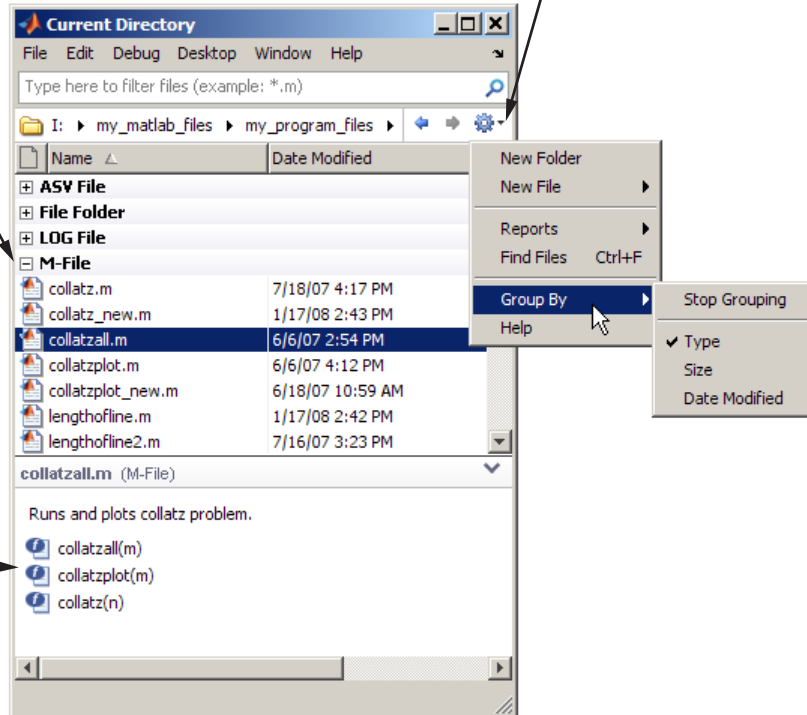 Current Directory
File Edit Debug Desktop Window Help
Type here to filter files (example: *.m)
I: my_matlab_files my_program_files
Name Date Modified
ASV File
File Folder
LOG File
M-File
collatz.m 7/18/07 4:17 PM
collatz_new.m 1/17/08 2:43 PM
collatzall.m 6/6/07 2:54 PM
collatzplot.m 6/6/07 4:12 PM
collatzplot_new.m 6/18/07 10:59 AM
lengthofline.m 1/17/08 2:42 PM
lengthofline2.m 7/16/07 3:23 PM
collatzall.m (M-File)
Runs and plots collatz problem.
collatzall(m)
collatzplot(m)
collatz(n)
New Folder
New File
Reports
Find Files Ctrl+F
Group By
Help
Stop Grouping
Type
Size
Date Modified